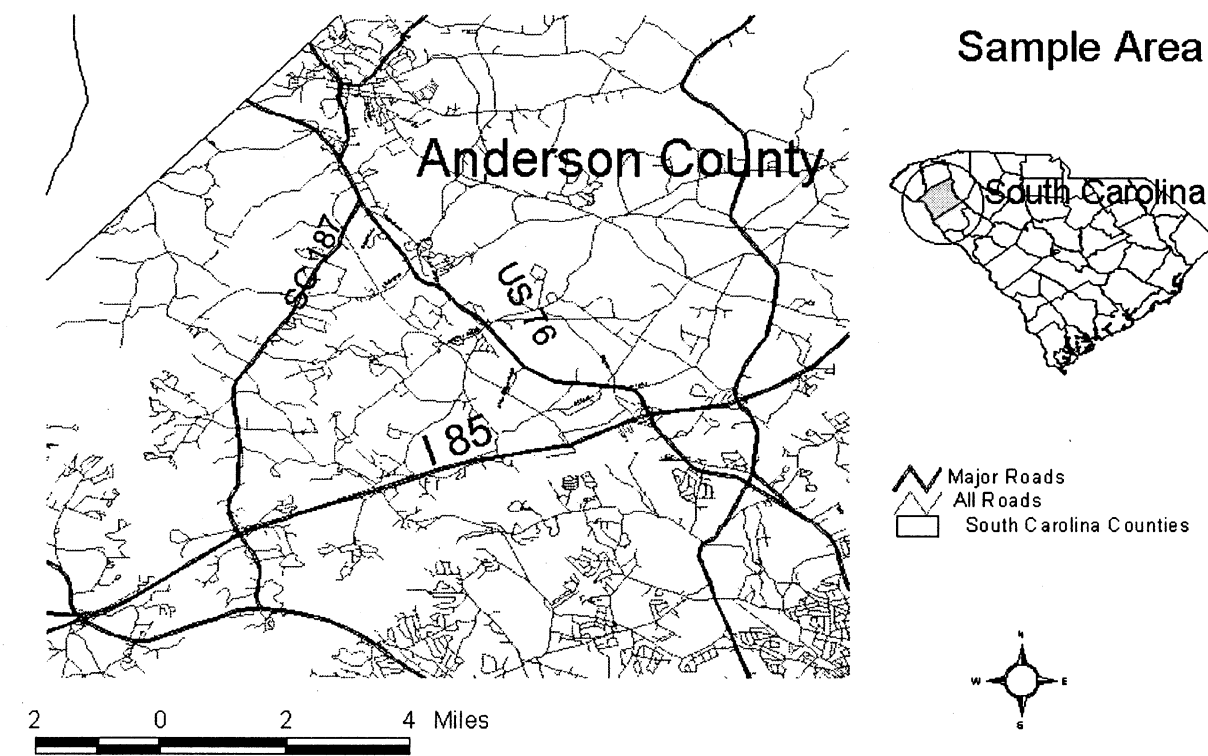 Sample Area
Anderson County
South Carolina
SC 187
US 76
I 85
Major Roads
All Roads
South Carolina Counties
N
W E
S
2 0 2 4 Miles